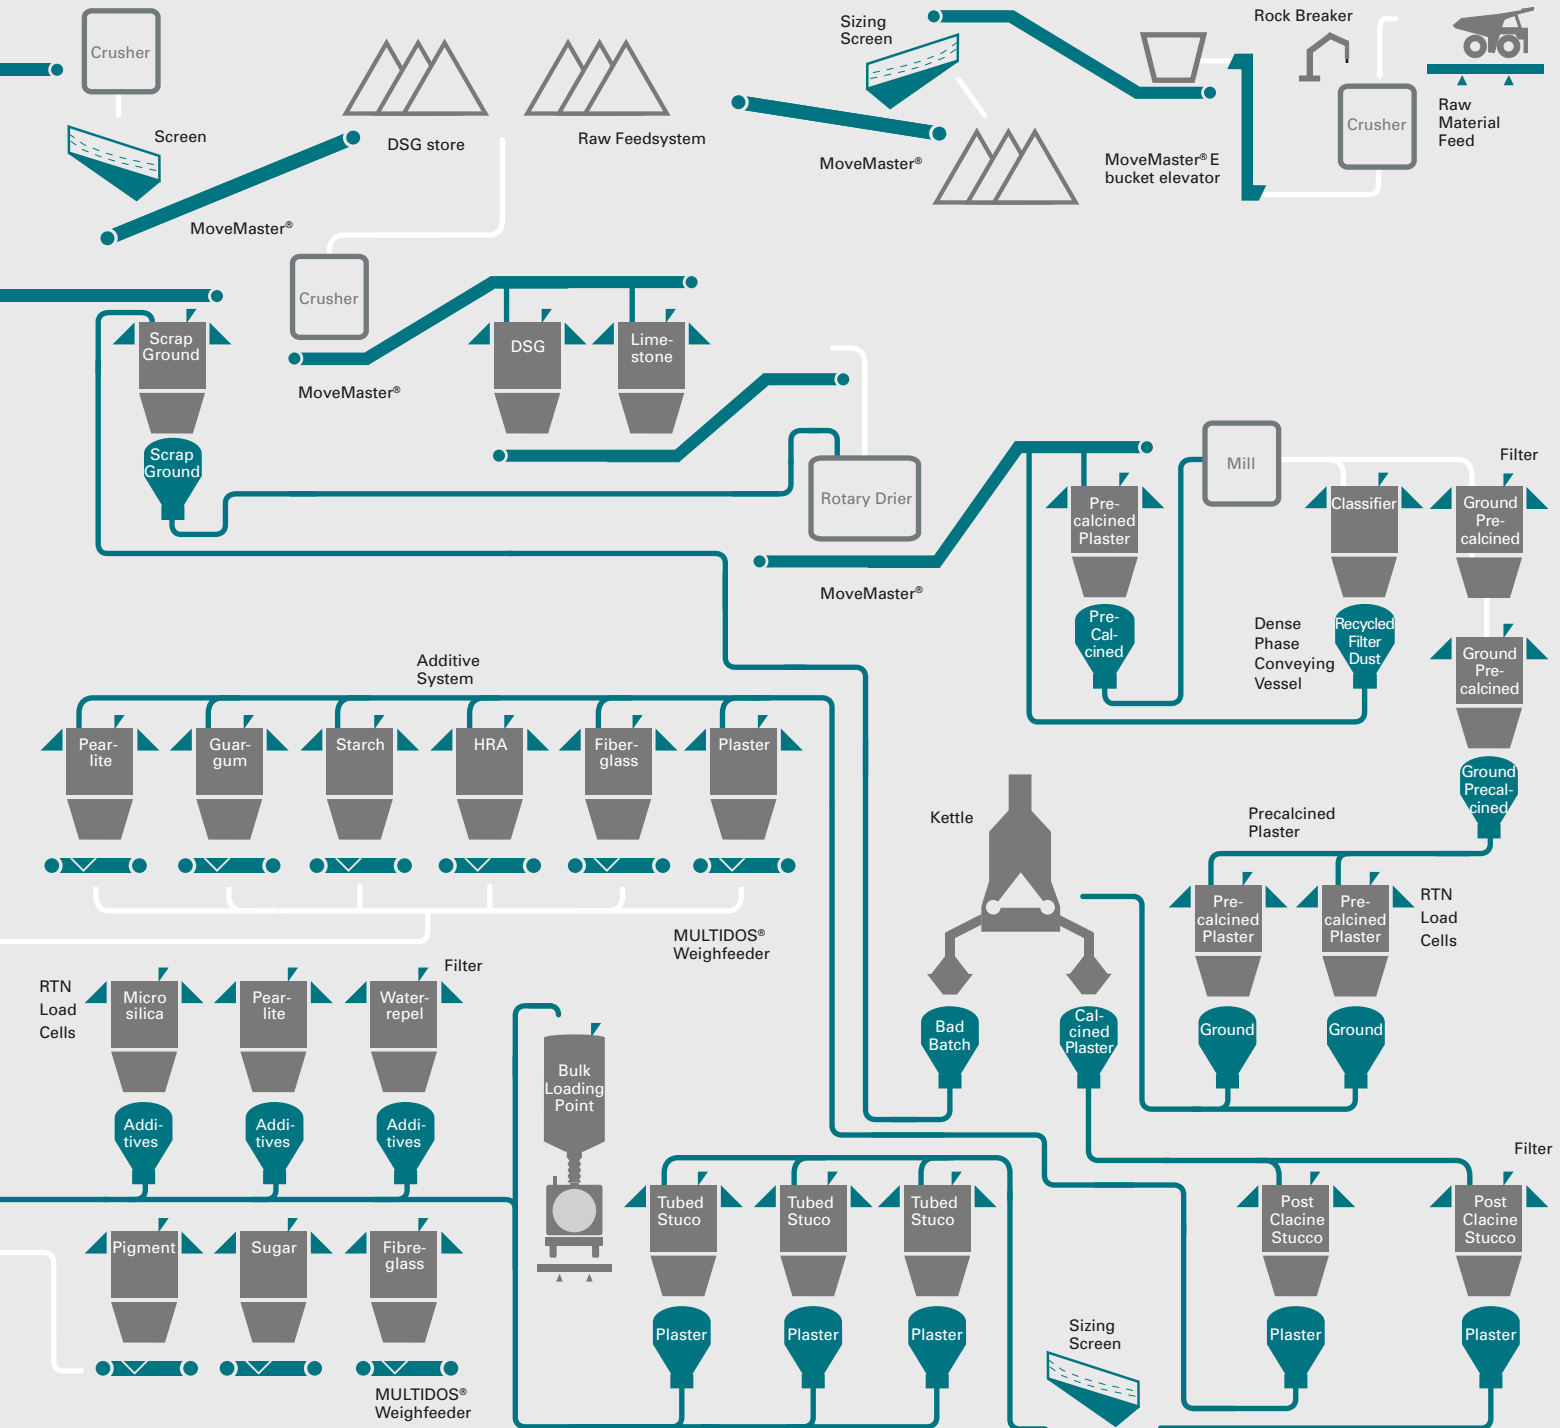 Crusher
Screen
MoveMaster®
DSG store
Raw Feedsystem
Sizing
Screen
MoveMaster®
MoveMaster® E
bucket elevator
Rock Breaker
Crusher
Raw
Material
Feed
Scrap
Ground
Scrap
Ground
Crusher
MoveMaster®
DSG
Lime-
stone
Rotary Drier
MoveMaster®
Pre-
calcined
Plaster
Pre-
Cal-
cined
Mill
Classifier
Filter
Ground
Pre-
calcined
Dense
Phase
Conveying
Vessel
Recycled
Filter
Dust
Ground
Pre-
calcined
Ground
Precal-
cined
Additive
System
Pear-
lite
Guar-
gum
Starch
HRA
Fiber-
glass
Plaster
MULTIDOS®
Weighfeeder
Kettle
Precalcined
Plaster
Pre-
calcined
Plaster
Pre-
calcined
Plaster
RTN
Load
Cells
Ground
Ground
Bad
Batch
Cal-
cined
Plaster
RTN
Load
Cells
Micro
silica
Pear-
lite
Water-
repel
Filter
Addi-
tives
Addi-
tives
Addi-
tives
Bulk
Loading
Point
Pigment
Sugar
Fibre-
glass
MULTIDOS®
Weighfeeder
Tubed
Stuco
Tubed
Stuco
Tubed
Stuco
Plaster
Plaster
Plaster
Sizing
Screen
Filter
Post
Clacine
Stucco
Post
Clacine
Stucco
Plaster
Plaster